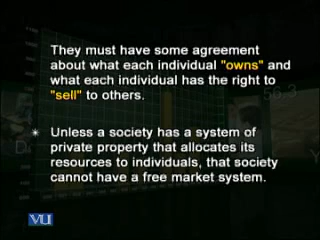 They must have some agreement
about what each individual "owns" and
what each individual has the right to
"sell" to others.
✶ Unless a society has a system of
private property that allocates its
resources to individuals, that society
cannot have a free market system.
VU